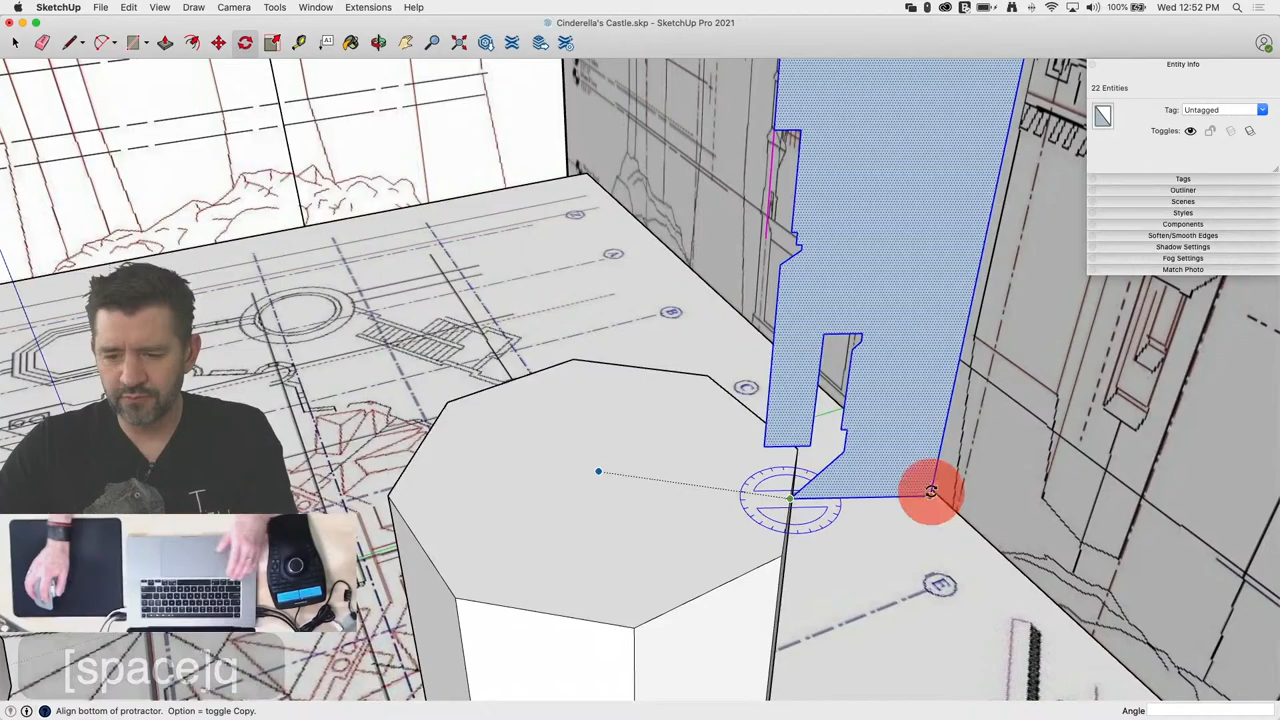 SketchUp File Edit View Draw Camera Tools Window Extensions Help 100% Wed 12:52 PM
Cinderella's Castle.skp - SketchUp Pro 2021
A1
Entity Info
22 Entities
Tag: Untagged
Toggles:
Tags
Outliner
Scenes
Styles
Components
Soften/Smooth Edges
Shadow Settings
Fog Settings
Match Photo
A
B
C
E
[space]q
Align bottom of protractor. Option = toggle Copy.
Angle